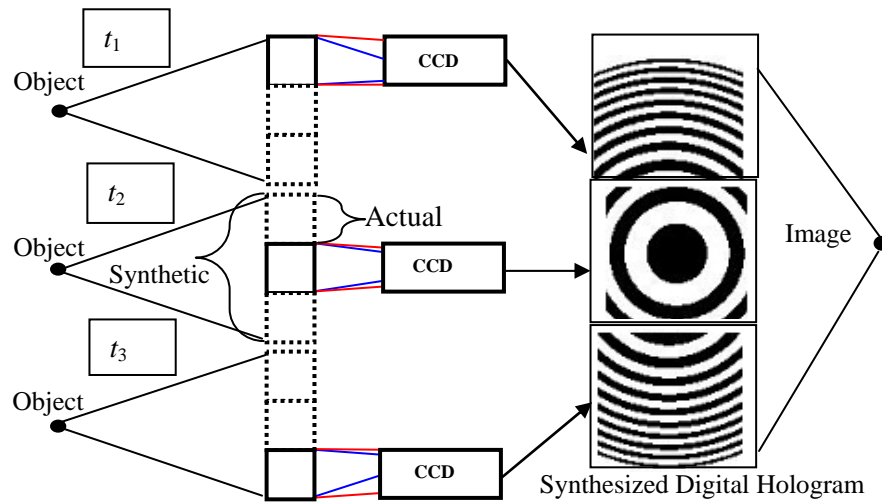 t1
Object
CCD
t2
Object
Synthetic
Actual
CCD
Image
t3
Object
CCD
Synthesized Digital Hologram